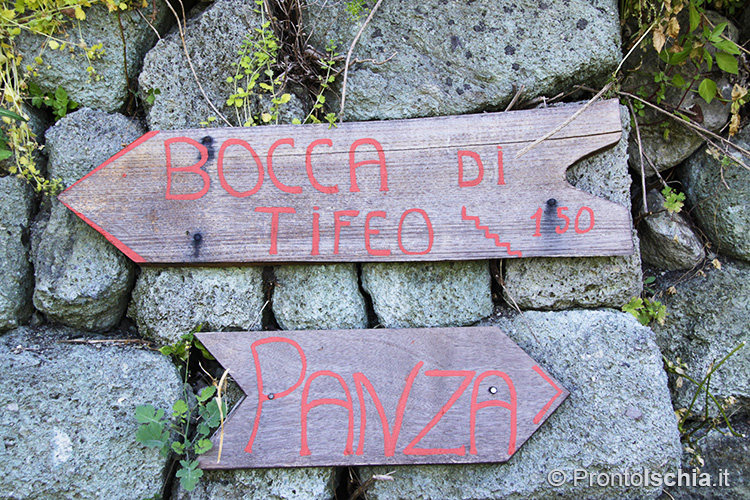 BOCCA DI
TIFEO 150
PANZA
© ProntoIschia.it